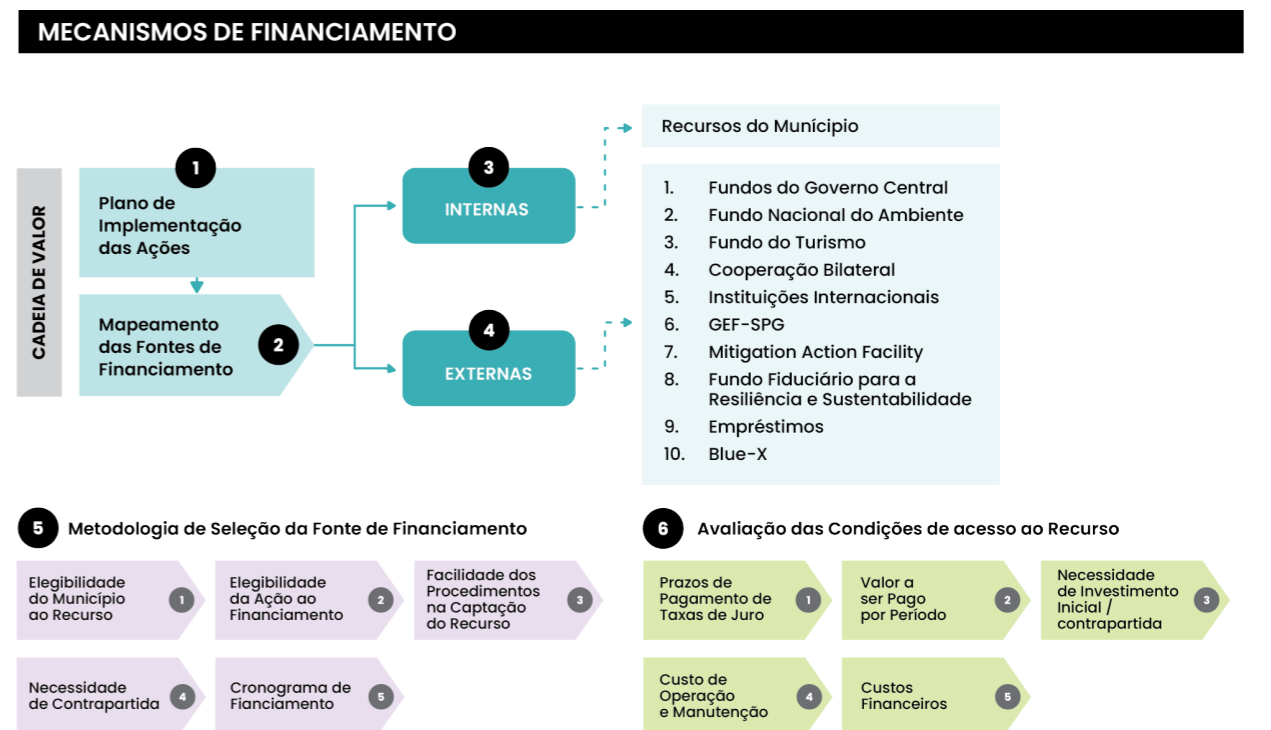 MECANISMOS DE FINANCIAMENTO
CADEIA DE VALOR
1
Plano de
Implementação
das Ações
Mapeamento
das Fontes de
Financiamento
2
3
INTERNAS
4
EXTERNAS
Recursos do Munícipio
1. Fundos do Governo Central
2. Fundo Nacional do Ambiente
3. Fundo do Turismo
4. Cooperação Bilateral
5. Instituições Internacionais
6. GEF-SPG
7. Mitigation Action Facility
8. Fundo Fiduciário para a
Resiliência e Sustentabilidade
9. Empréstimos
10. Blue-X
5 Metodologia de Seleção da Fonte de Financiamento
Elegibilidade
do Município
ao Recurso
1
Elegibilidade
da Ação ao
Financiamento
2
Facilidade dos
Procedimentos
na Captação
do Recurso
3
Necessidade
de Contrapartida
4
Cronograma de
Fianciamento
5
6 Avaliação das Condições de acesso ao Recurso
Prazos de
Pagamento de
Taxas de Juro
1
Valor a
ser Pago
por Período
2
Necessidade
de Investimento
Inicial /
contrapartida
3
Custo de
Operação
e Manutenção
4
Custos
Financeiros
5